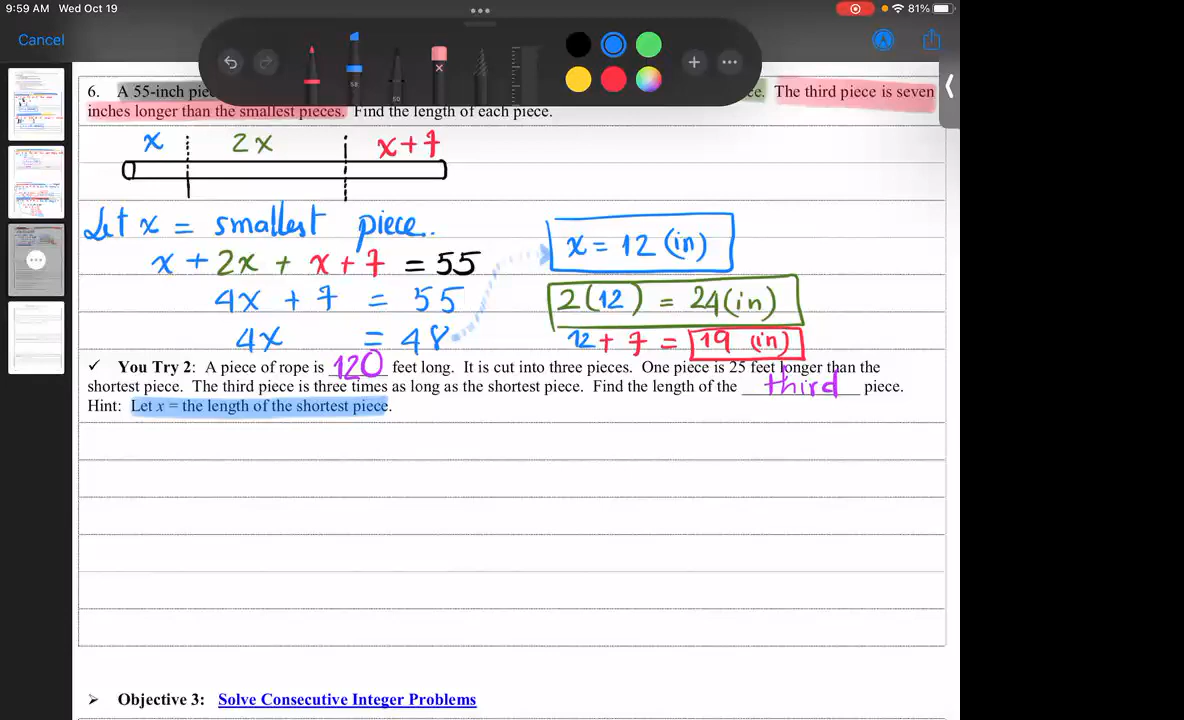 9:59 AM Wed Oct 19
81%
Cancel
6. A 55-inch pie ce. The third piece is seven
inches longer than the smallest pieces. Find the length of each piece.
x 2x x+7
Let x = smallest piece.
x + 2x + x + 7 = 55
x = 12 (in)
4x + 7 = 55
2(12) = 24(in)
4x = 48
12 + 7 = 19 (in)
✓ You Try 2: A piece of rope is 120 feet long. It is cut into three pieces. One piece is 25 feet longer than the
shortest piece. The third piece is three times as long as the shortest piece. Find the length of the third piece.
Hint: Let x = the length of the shortest piece.
➢ Objective 3: Solve Consecutive Integer Problems